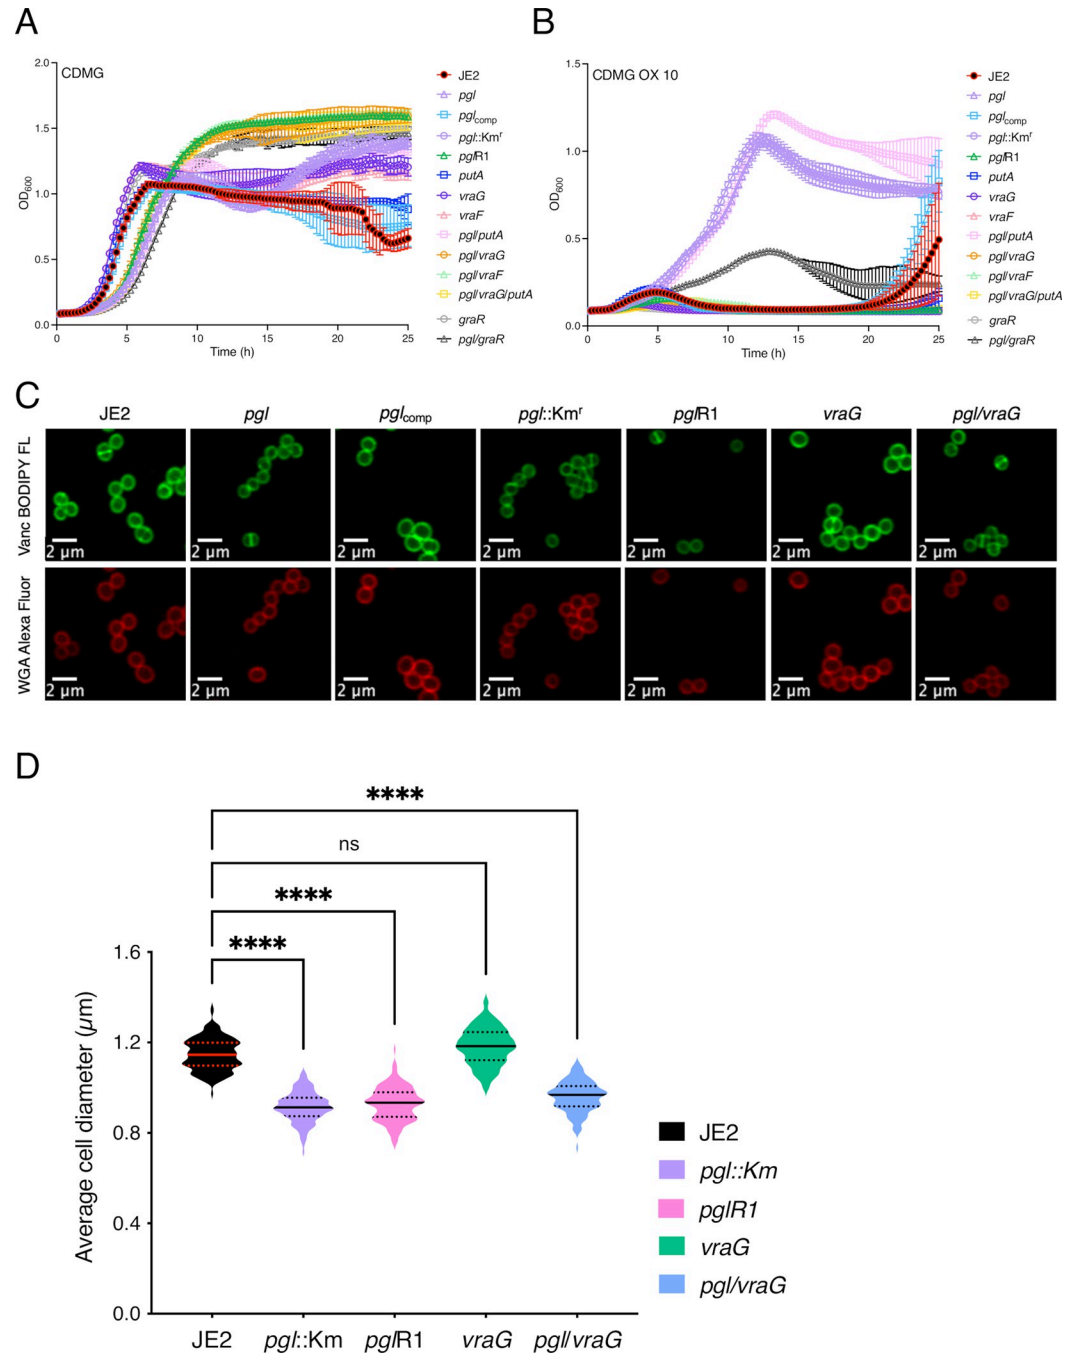 A
B
CDMG
OD600
2.0
1.5
1.0
0.5
0.0
0
5
10
15
20
25
Time (h)
JE2
pgl
pglcomp
pgl::Kmr
pglR1
putA
vraG
vraF
pgl/putA
pgl/vraG
pgl/vraF
pgl/vraG/putA
graR
pgl/graR
CDMG OX 10
OD600
1.5
1.0
0.5
0.0
0
5
10
15
20
25
Time (h)
JE2
pgl
pglcomp
pgl::Kmr
pglR1
putA
vraG
vraF
pgl/putA
pgl/vraG
pgl/vraF
pgl/vraG/putA
graR
pgl/graR
C
JE2 pgl pglcomp pgl::Kmr pglR1 vraG pgl/vraG
Vanc BODIPY FL
2 µm 2 µm 2 µm 2 µm 2 µm 2 µm 2 µm
WGA Alexa Fluor
2 µm 2 µm 2 µm 2 µm 2 µm 2 µm 2 µm
D
****
ns
****
****
Average cell diameter (µm)
1.6
1.2
0.8
0.4
0.0
JE2 pgl::Km pglR1 vraG pgl/vraG
JE2
pgl::Km
pglR1
vraG
pgl/vraG